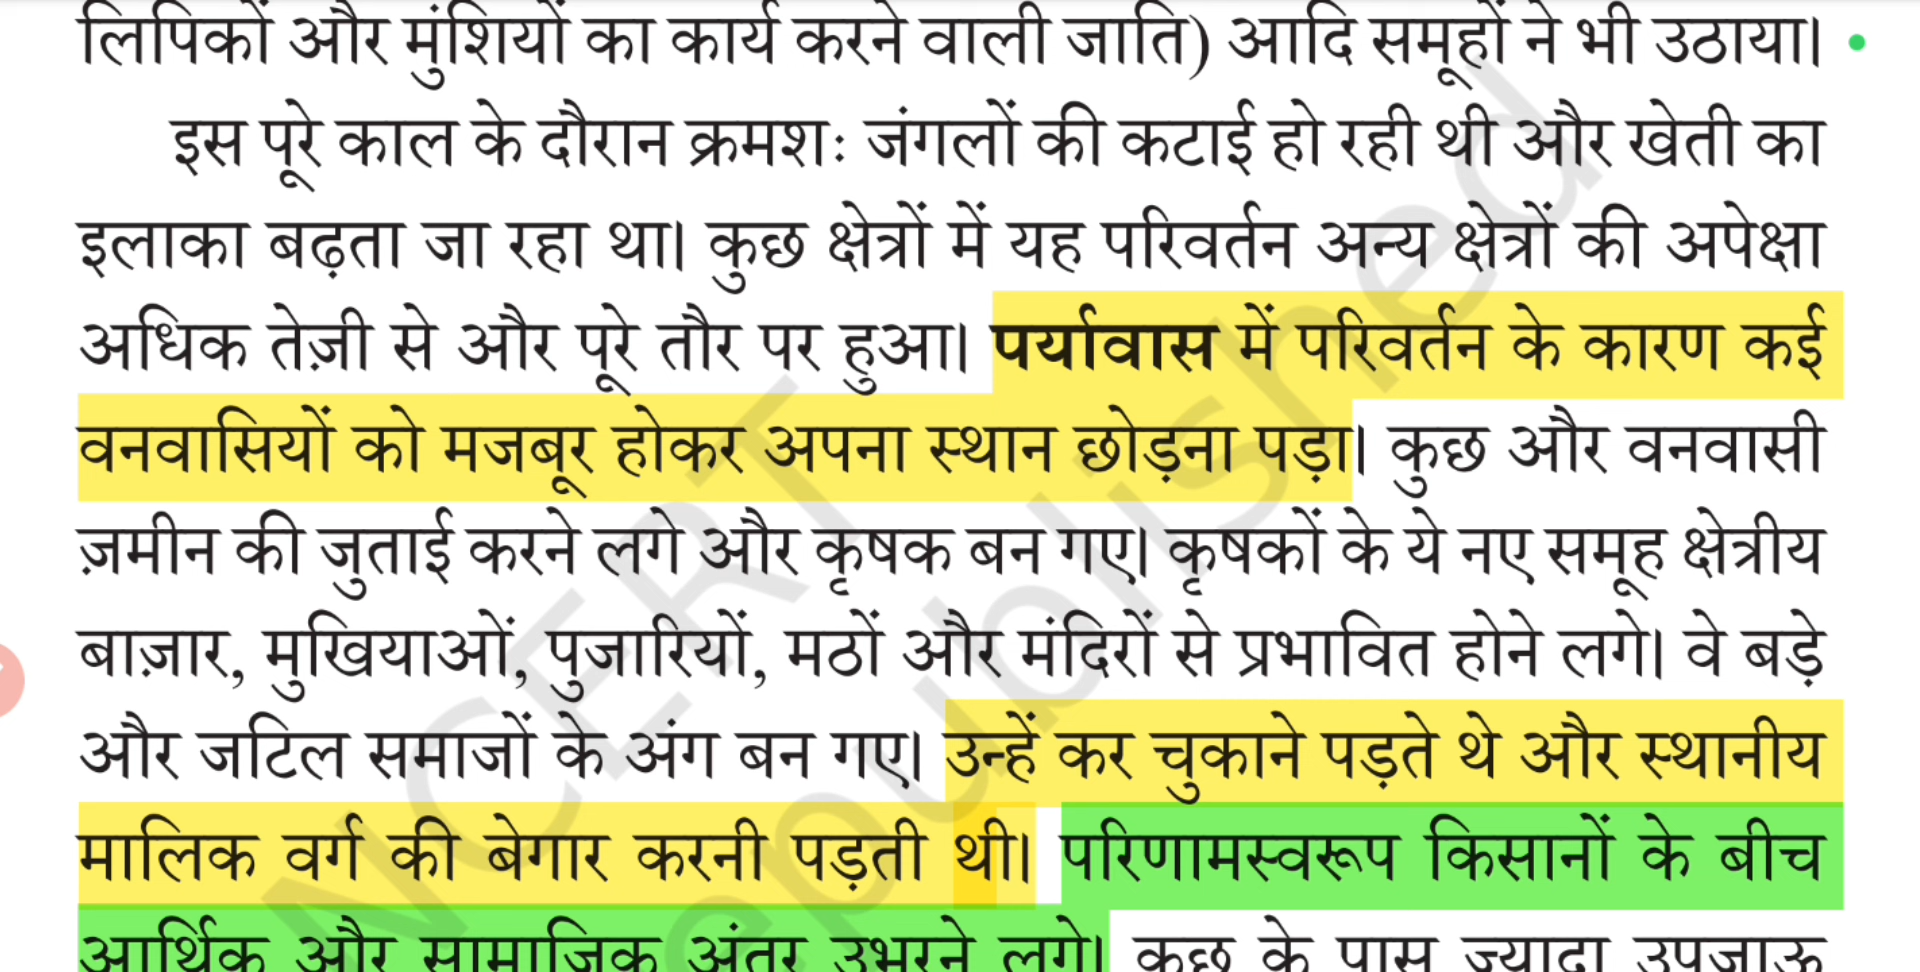 लिपिकों और मुंशियों का कार्य करने वाली जाति) आदि समूहों ने भी उठाया।
इस पूरे काल के दौरान क्रमशः जंगलों की कटाई हो रही थी और खेती का
इलाका बढ़ता जा रहा था। कुछ क्षेत्रों में यह परिवर्तन अन्य क्षेत्रों की अपेक्षा
अधिक तेज़ी से और पूरे तौर पर हुआ। पर्यावास में परिवर्तन के कारण कई
वनवासियों को मजबूर होकर अपना स्थान छोड़ना पड़ा। कुछ और वनवासी
ज़मीन की जुताई करने लगे और कृषक बन गए। कृषकों के ये नए समूह क्षेत्रीय
बाज़ार, मुखियाओं, पुजारियों, मठों और मंदिरों से प्रभावित होने लगे। वे बड़े
और जटिल समाजों के अंग बन गए। उन्हें कर चुकाने पड़ते थे और स्थानीय
मालिक वर्ग की बेगार करनी पड़ती थी। परिणामस्वरूप किसानों के बीच
आर्थिक और सामाजिक अंतर उभरने लगे। कुछ के पास ज्यादा उपजाऊ
NCERT
epublished